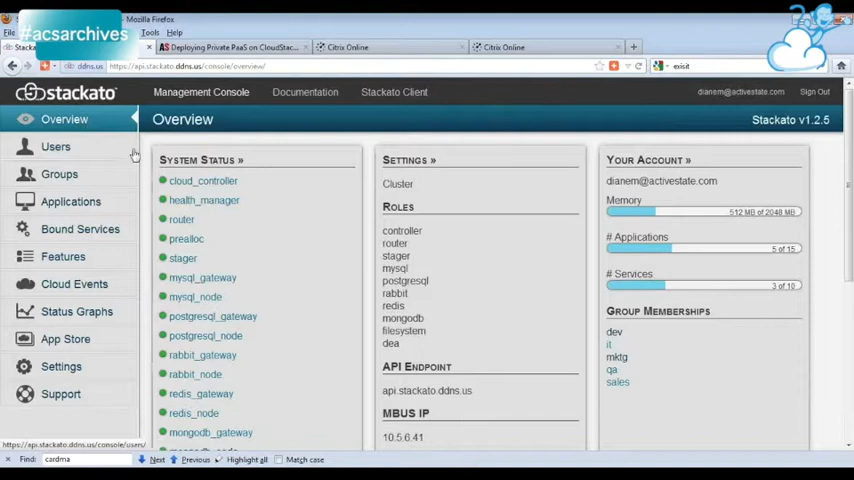 #acsarchives
Mozilla Firefox
File
Tools Help
Stacka
AS Deploying Private PaaS on CloudStac...
Citrix Online
Citrix Online
ddns.us
https://api.stackato.ddns.us/console/overview/
exisit
stackato
Management Console
Documentation
Stackato Client
dianem@activestate.com
Sign Out
Overview
Users
Groups
Applications
Bound Services
Features
Cloud Events
Status Graphs
App Store
Settings
Support
Overview
Stackato v1.2.5
SYSTEM STATUS »
cloud_controller
health_manager
router
prealloc
stager
mysql_gateway
mysql_node
postgresql_gateway
postgresql_node
rabbit_gateway
rabbit_node
redis_gateway
redis_node
mongodb_gateway
SETTINGS »
Cluster
ROLES
controller
router
stager
mysql
postgresql
rabbit
redis
mongodb
filesystem
dea
API ENDPOINT
api.stackato.ddns.us
MBUS IP
10.5.6.41
YOUR ACCOUNT »
dianem@activestate.com
Memory
512 MB of 2048 MB
# Applications
5 of 15
# Services
3 of 10
GROUP MEMBERSHIPS
dev
it
mktg
qa
sales
https://api.stackato.ddns.us/console/users/
Find:
cardma
Next
Previous
Highlight all
Match case